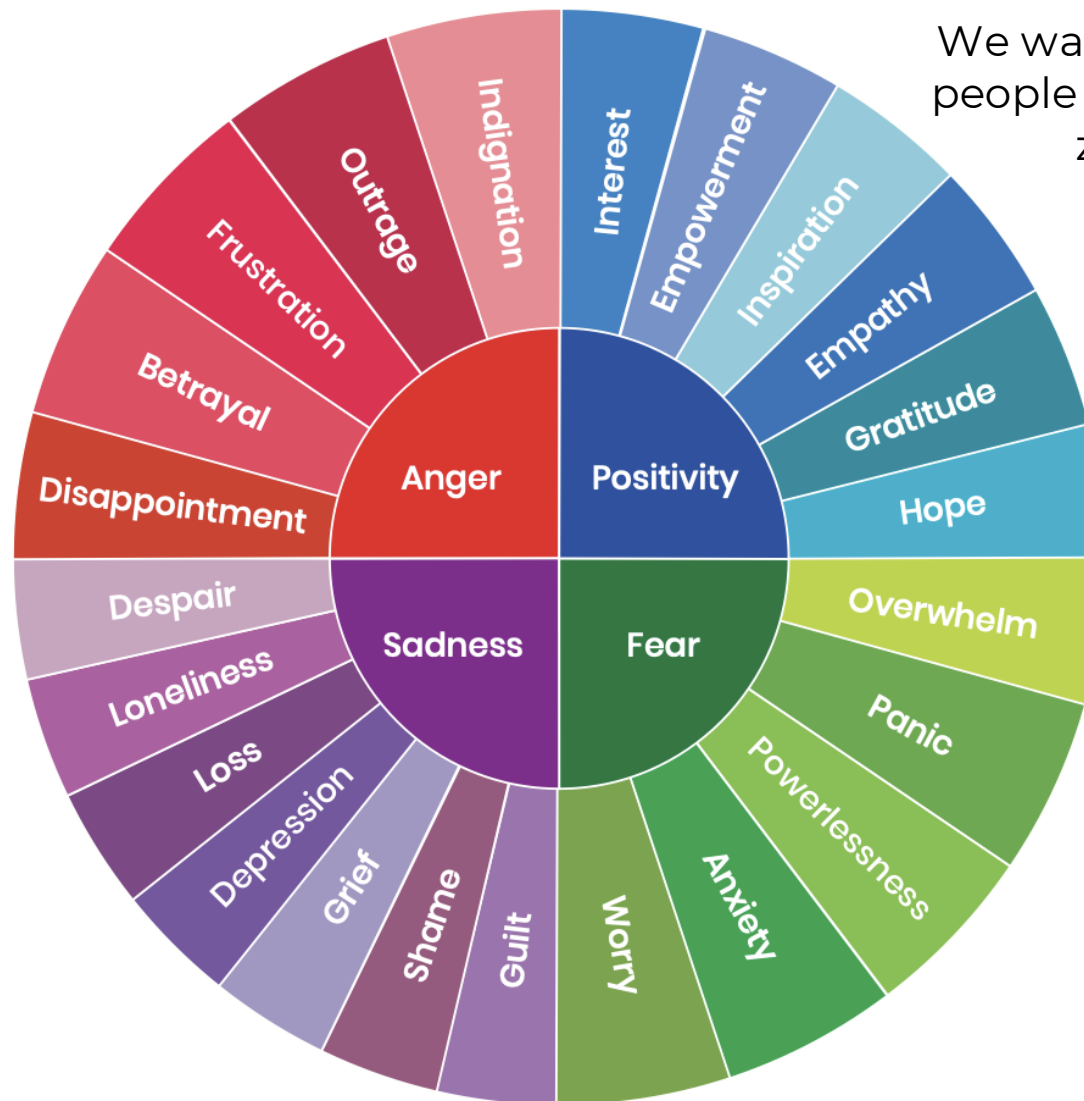 We wa
people
z
Indignation
Interest
Empowerment
Inspiration
Empathy
Gratitude
Hope
Overwhelm
Panic
Powerlessness
Anxiety
Worry
Guilt
Shame
Grief
Depression
Loss
Loneliness
Despair
Disappointment
Betrayal
Frustration
Outrage
Anger
Positivity
Sadness
Fear